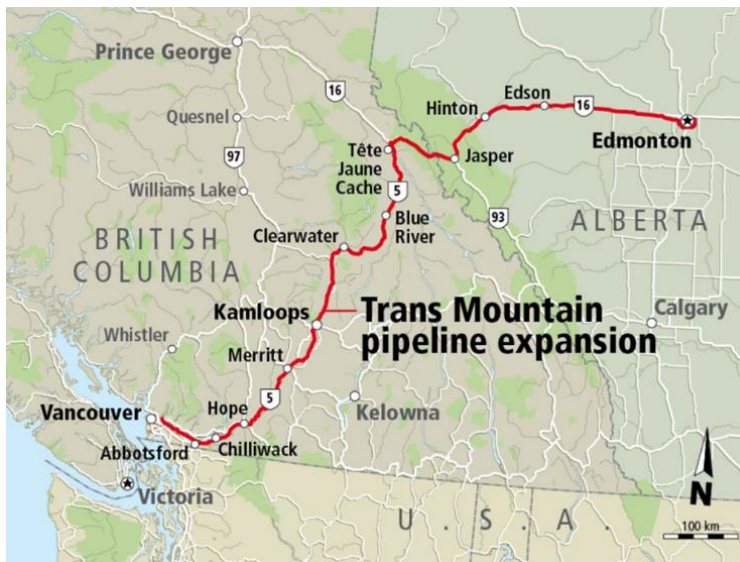 Prince George
16
Edson
Hinton
16
Quesnel
Edmonton
Tête
Jaune
Cache
Jasper
97
5
Williams Lake
Blue
River
93
ALBERTA
BRITISH
COLUMBIA
Clearwater
Kamloops
Trans Mountain
pipeline expansion
Calgary
Whistler
Merritt
5
Hope
Kelowna
Vancouver
Abbotsford
Chilliwack
Victoria
N
U.S.A.
100 km